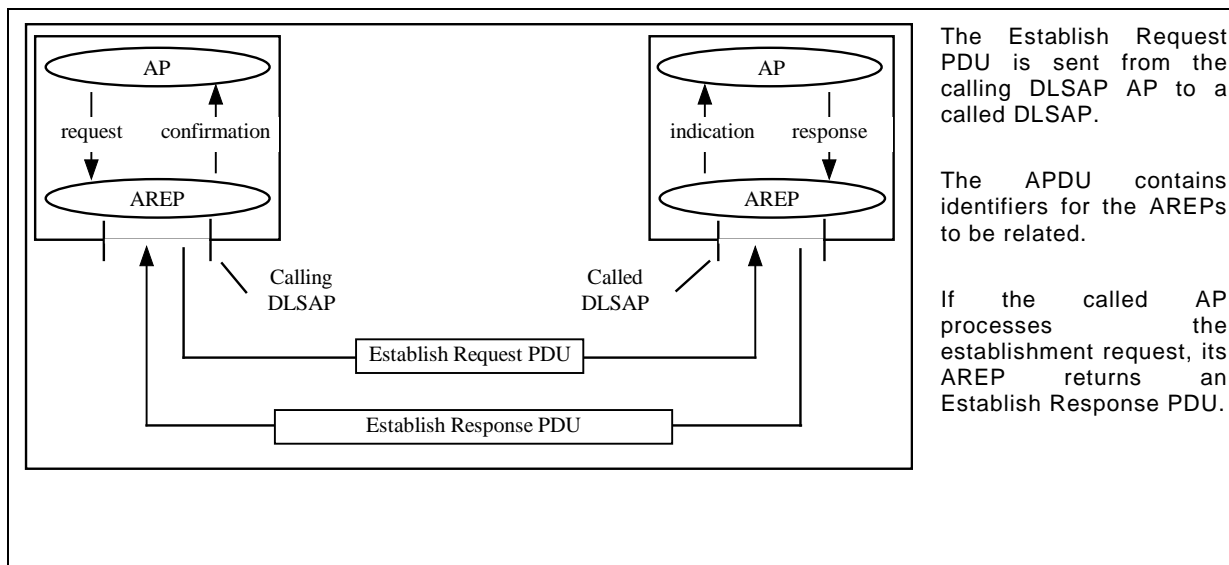 AP
AP
request
confirmation
indication
response
AREP
AREP
Calling
DLSAP
Called
DLSAP
Establish Request PDU
Establish Response PDU
The Establish Request
PDU is sent from the
calling DLSAP AP to a
called DLSAP.
The APDU contains
identifiers for the AREPs
to be related.
If the called AP
processes the
establishment request, its
AREP returns an
Establish Response PDU.